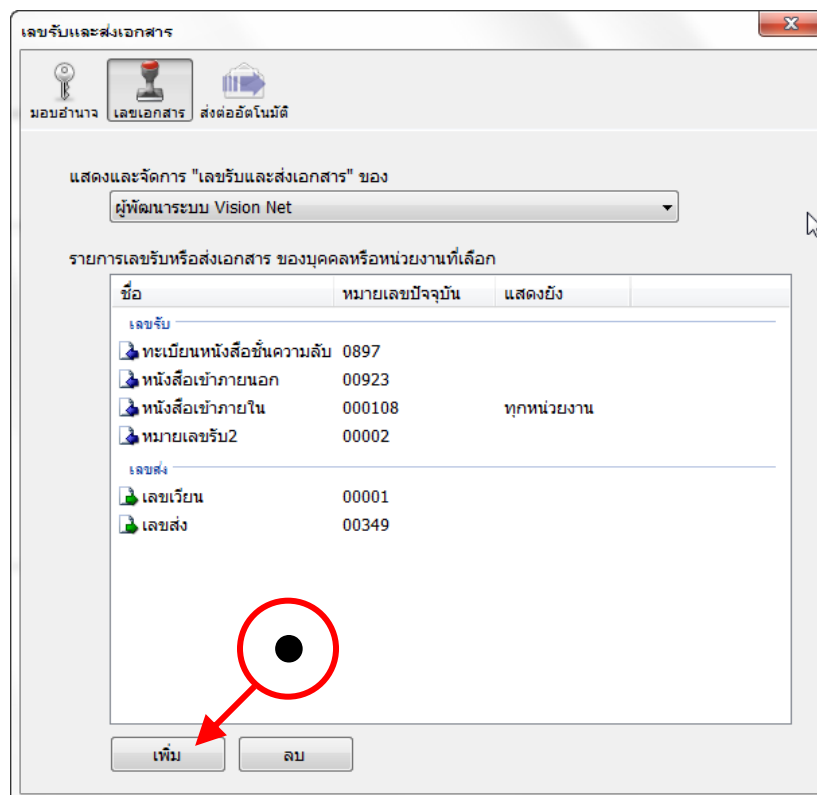 เลขรับและส่งเอกสาร
มอบอำนาจ เลขเอกสาร ส่งต่ออัตโนมัติ
แสดงและจัดการ "เลขรับและส่งเอกสาร" ของ
ผู้พัฒนาระบบ Vision Net
รายการเลขรับหรือส่งเอกสาร ของบุคคลหรือหน่วยงานที่เลือก
ชื่อ หมายเลขปัจจุบัน แสดงยัง
เลขรับ
ทะเบียนหนังสือชั้นความลับ 0897
หนังสือเข้าภายนอก 00923
หนังสือเข้าภายใน 000108 ทุกหน่วยงาน
หมายเลขรับ2 00002
เลขส่ง
เลขเวียน 00001
เลขส่ง 00349
เพิ่ม ลบ